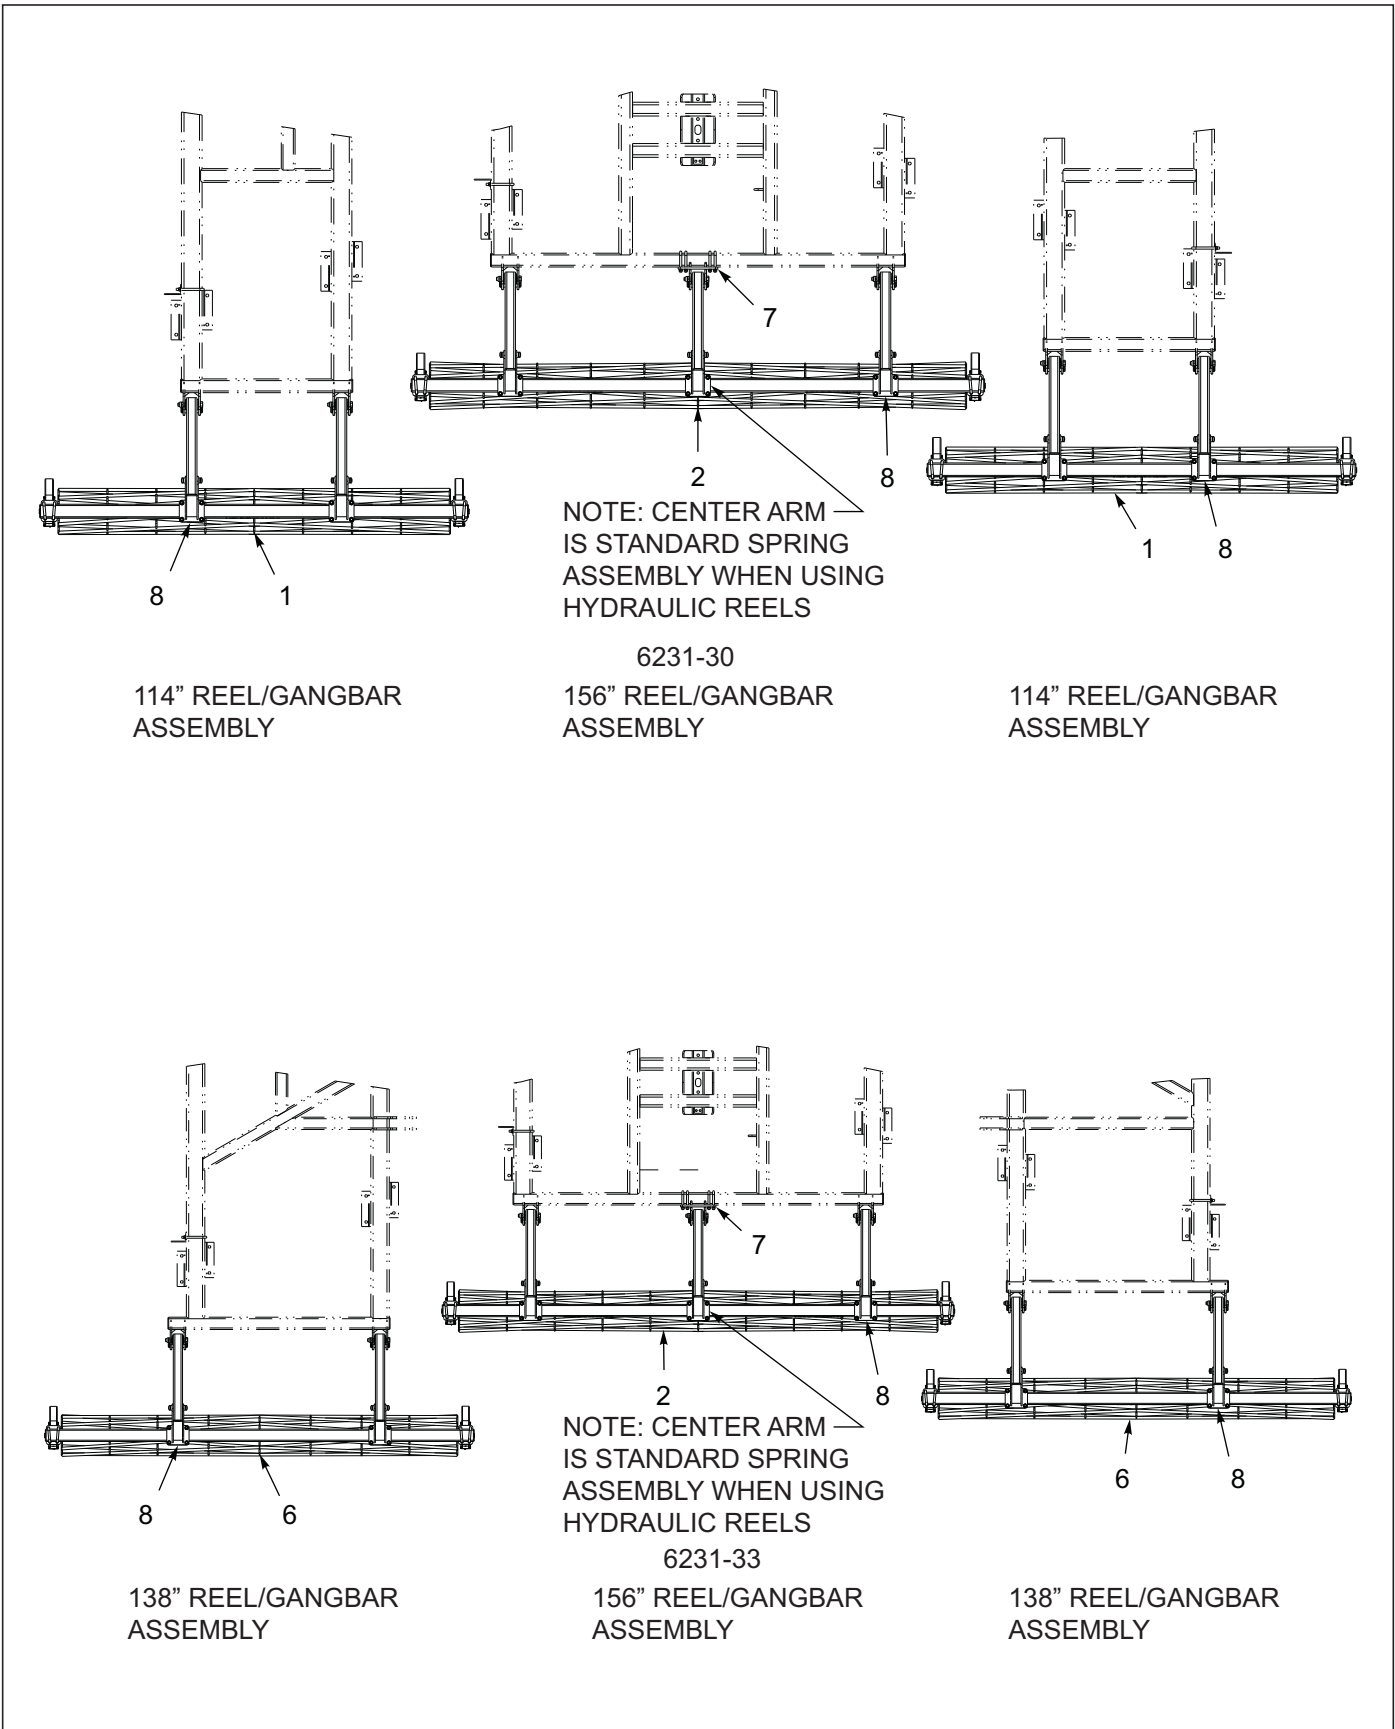 7
2
8
NOTE: CENTER ARM
IS STANDARD SPRING
ASSEMBLY WHEN USING
HYDRAULIC REELS
8
1
1
8
6231-30
114” REEL/GANGBAR
ASSEMBLY
156” REEL/GANGBAR
ASSEMBLY
114” REEL/GANGBAR
ASSEMBLY
7
2
8
NOTE: CENTER ARM
IS STANDARD SPRING
ASSEMBLY WHEN USING
HYDRAULIC REELS
8
6
6
8
6231-33
138” REEL/GANGBAR
ASSEMBLY
156” REEL/GANGBAR
ASSEMBLY
138” REEL/GANGBAR
ASSEMBLY